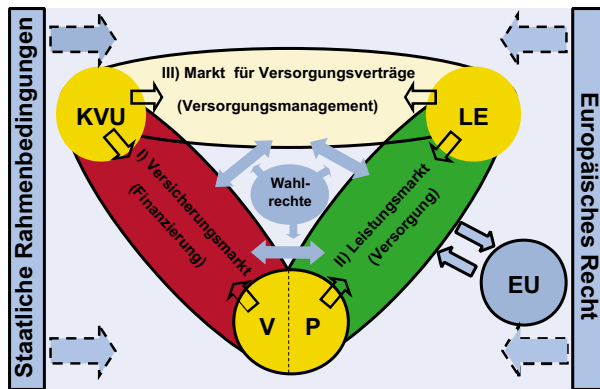 Staatliche Rahmenbedingungen
III) Markt für Versorgungsverträge
(Versorgungsmanagement)
KVU
LE
I) Versicherungsmarkt
(Finanzierung)
Wahl-
rechte
II) Leistungsmarkt
(Versorgung)
V P
EU
Europäisches Recht